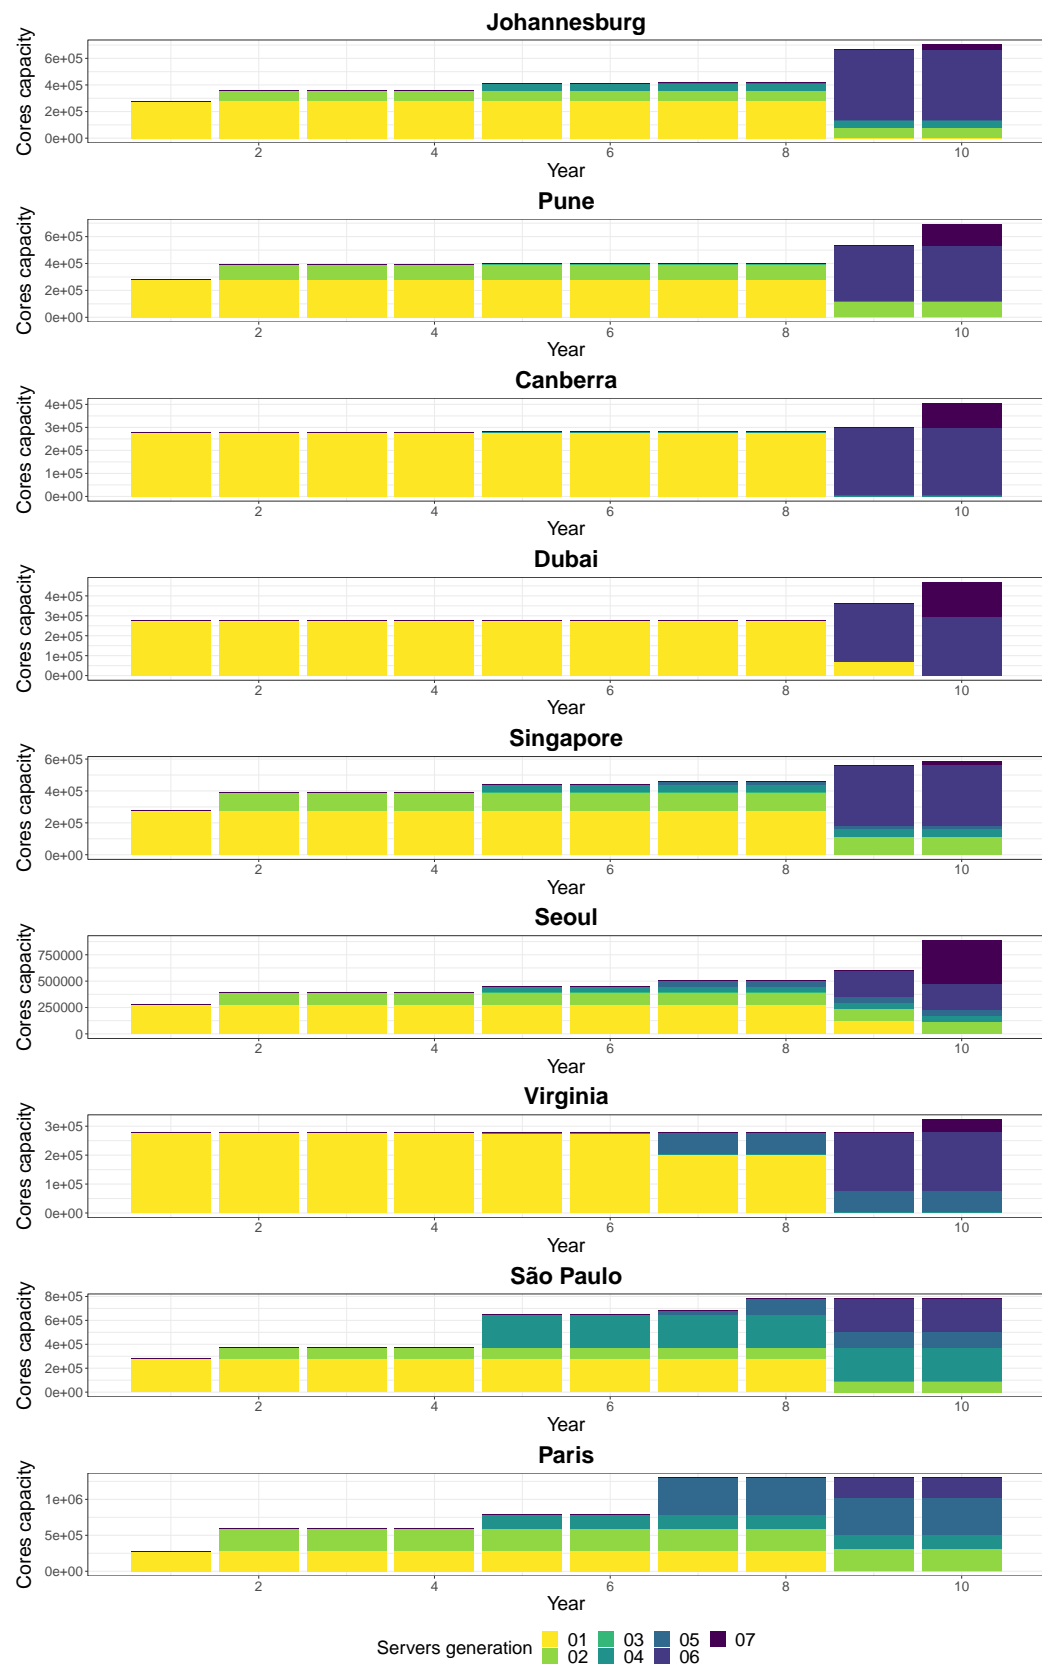 Johannesburg
Cores capacity
6e+05
4e+05
2e+05
0e+00
2 4 6 8 10
Year
Pune
Cores capacity
6e+05
4e+05
2e+05
0e+00
2 4 6 8 10
Year
Canberra
Cores capacity
4e+05
3e+05
2e+05
1e+05
0e+00
2 4 6 8 10
Year
Dubai
Cores capacity
4e+05
3e+05
2e+05
1e+05
0e+00
2 4 6 8 10
Year
Singapore
Cores capacity
6e+05
4e+05
2e+05
0e+00
2 4 6 8 10
Year
Seoul
Cores capacity
750000
500000
250000
0
2 4 6 8 10
Year
Virginia
Cores capacity
3e+05
2e+05
1e+05
0e+00
2 4 6 8 10
Year
São Paulo
Cores capacity
8e+05
6e+05
4e+05
2e+05
0e+00
2 4 6 8 10
Year
Paris
Cores capacity
1e+06
5e+05
0e+00
2 4 6 8 10
Year
Servers generation
01 03 05 07
02 04 06